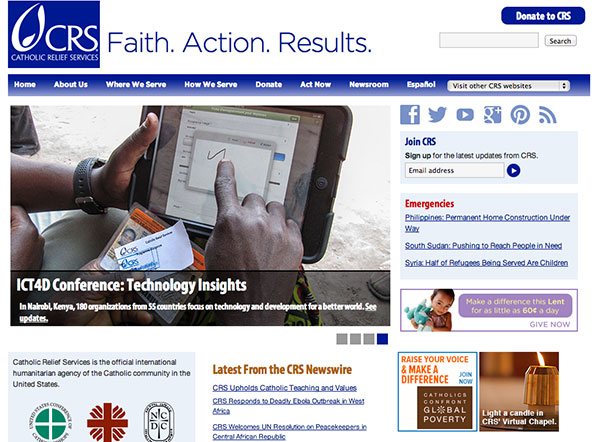 CRS
CATHOLIC RELIEF SERVICES
Faith. Action. Results.
Donate to CRS
Search
Home About Us Where We Serve How We Serve Donate Act Now Newsroom Español Visit other CRS websites
Join CRS
Sign up for the latest updates from CRS.
Email address
Emergencies
Philippines: Permanent Home Construction Under
Way
South Sudan: Pushing to Reach People in Need
Syria: Half of Refugees Being Served Are Children
ICT4D Conference: Technology Insights
In Nairobi, Kenya, 180 organizations from 55 countries focus on technology and development for a better world. See
updates.
Make a difference this Lent
for as little as 60¢ a day
GIVE NOW
Catholic Relief Services is the official international
humanitarian agency of the Catholic community in the
United States.
Latest From the CRS Newswire
CRS Upholds Catholic Teaching and Values
CRS Responds to Deadly Ebola Outbreak in West
Africa
CRS Welcomes UN Resolution on Peacekeepers in
Central African Republic
RAISE YOUR VOICE
& MAKE A
DIFFERENCE
JOIN
NOW
CATHOLICS
CONFRONT
GLOBAL
POVERTY
Light a candle in
CRS' Virtual Chapel.